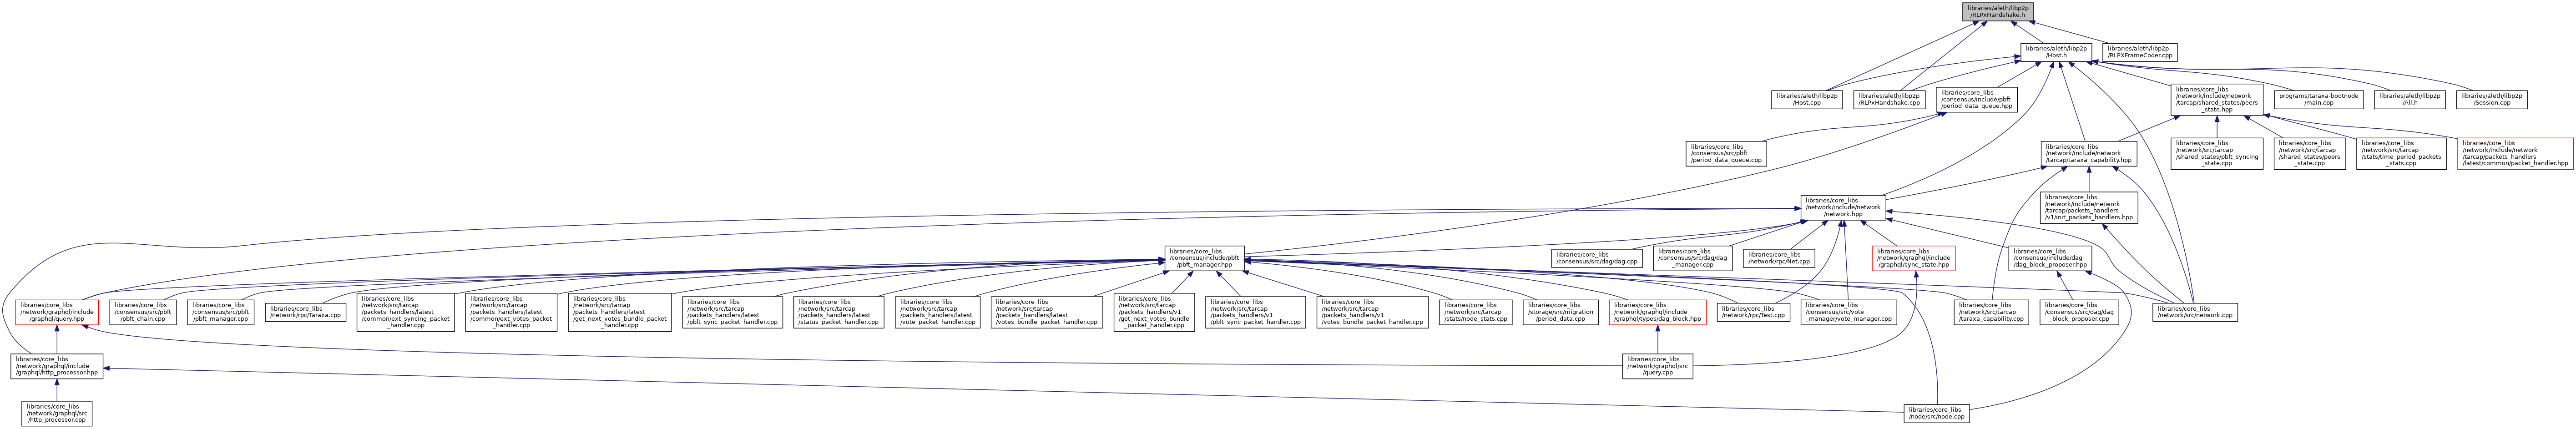 libraries/aleth/libp2p
/RLPxHandshake.h
libraries/aleth/libp2p
/Host.h
libraries/aleth/libp2p
/RLPXFrameCoder.cpp
libraries/aleth/libp2p
/Host.cpp
libraries/aleth/libp2p
/RLPxHandshake.cpp
libraries/core_libs
/consensus/include/pbft
/period_data_queue.hpp
libraries/core_libs
/network/include/network
/tarcap/shared_states/peers
_state.hpp
programs/taraxa-bootnode
/main.cpp
libraries/aleth/libp2p
/All.h
libraries/aleth/libp2p
/Session.cpp
libraries/core_libs
/consensus/src/pbft
/period_data_queue.cpp
libraries/core_libs
/network/include/network
/tarcap/taraxa_capability.hpp
libraries/core_libs
/network/src/tarcap
/shared_states/pbft_syncing
_state.cpp
libraries/core_libs
/network/src/tarcap
/shared_states/peers
_state.cpp
libraries/core_libs
/network/src/tarcap
/stats/time_period_packets
_stats.cpp
libraries/core_libs
/network/include/network
/tarcap/packets_handlers
/latest/common/packet_handler.hpp
libraries/core_libs
/network/include/network
/network.hpp
libraries/core_libs
/network/include/network
/tarcap/packets_handlers
/v1/init_packets_handlers.hpp
libraries/core_libs
/consensus/include/pbft
/pbft_manager.hpp
libraries/core_libs
/consensus/src/dag/dag.cpp
libraries/core_libs
/consensus/src/dag/dag
_manager.cpp
libraries/core_libs
/network/rpc/Net.cpp
libraries/core_libs
/network/graphql/include
/graphql/sync_state.hpp
libraries/core_libs
/consensus/include/dag
/dag_block_proposer.hpp
libraries/core_libs
/network/graphql/include
/graphql/query.hpp
libraries/core_libs
/consensus/src/pbft
/pbft_chain.cpp
libraries/core_libs
/consensus/src/pbft
/pbft_manager.cpp
libraries/core_libs
/network/rpc/Taraxa.cpp
libraries/core_libs
/network/src/tarcap
/packets_handlers/latest
/common/ext_syncing_packet
_handler.cpp
libraries/core_libs
/network/src/tarcap
/packets_handlers/latest
/common/ext_votes_packet
_handler.cpp
libraries/core_libs
/network/src/tarcap
/packets_handlers/latest
/get_next_votes_bundle_packet
_handler.cpp
libraries/core_libs
/network/src/tarcap
/packets_handlers/latest
/pbft_sync_packet_handler.cpp
libraries/core_libs
/network/src/tarcap
/packets_handlers/latest
/status_packet_handler.cpp
libraries/core_libs
/network/src/tarcap
/packets_handlers/latest
/vote_packet_handler.cpp
libraries/core_libs
/network/src/tarcap
/packets_handlers/latest
/votes_bundle_packet_handler.cpp
libraries/core_libs
/network/src/tarcap
/packets_handlers/v1
/get_next_votes_bundle
_packet_handler.cpp
libraries/core_libs
/network/src/tarcap
/packets_handlers/v1
/pbft_sync_packet_handler.cpp
libraries/core_libs
/network/src/tarcap
/packets_handlers/v1
/votes_bundle_packet_handler.cpp
libraries/core_libs
/network/src/tarcap
/stats/node_stats.cpp
libraries/core_libs
/storage/src/migration
/period_data.cpp
libraries/core_libs
/network/graphql/include
/graphql/types/dag_block.hpp
libraries/core_libs
/network/rpc/Test.cpp
libraries/core_libs
/consensus/src/vote
_manager/vote_manager.cpp
libraries/core_libs
/network/src/tarcap
/taraxa_capability.cpp
libraries/core_libs
/consensus/src/dag/dag
_block_proposer.cpp
libraries/core_libs
/network/src/network.cpp
libraries/core_libs
/network/graphql/include
/graphql/http_processor.hpp
libraries/core_libs
/network/graphql/src
/query.cpp
libraries/core_libs
/network/graphql/src
/http_processor.cpp
libraries/core_libs
/node/src/node.cpp